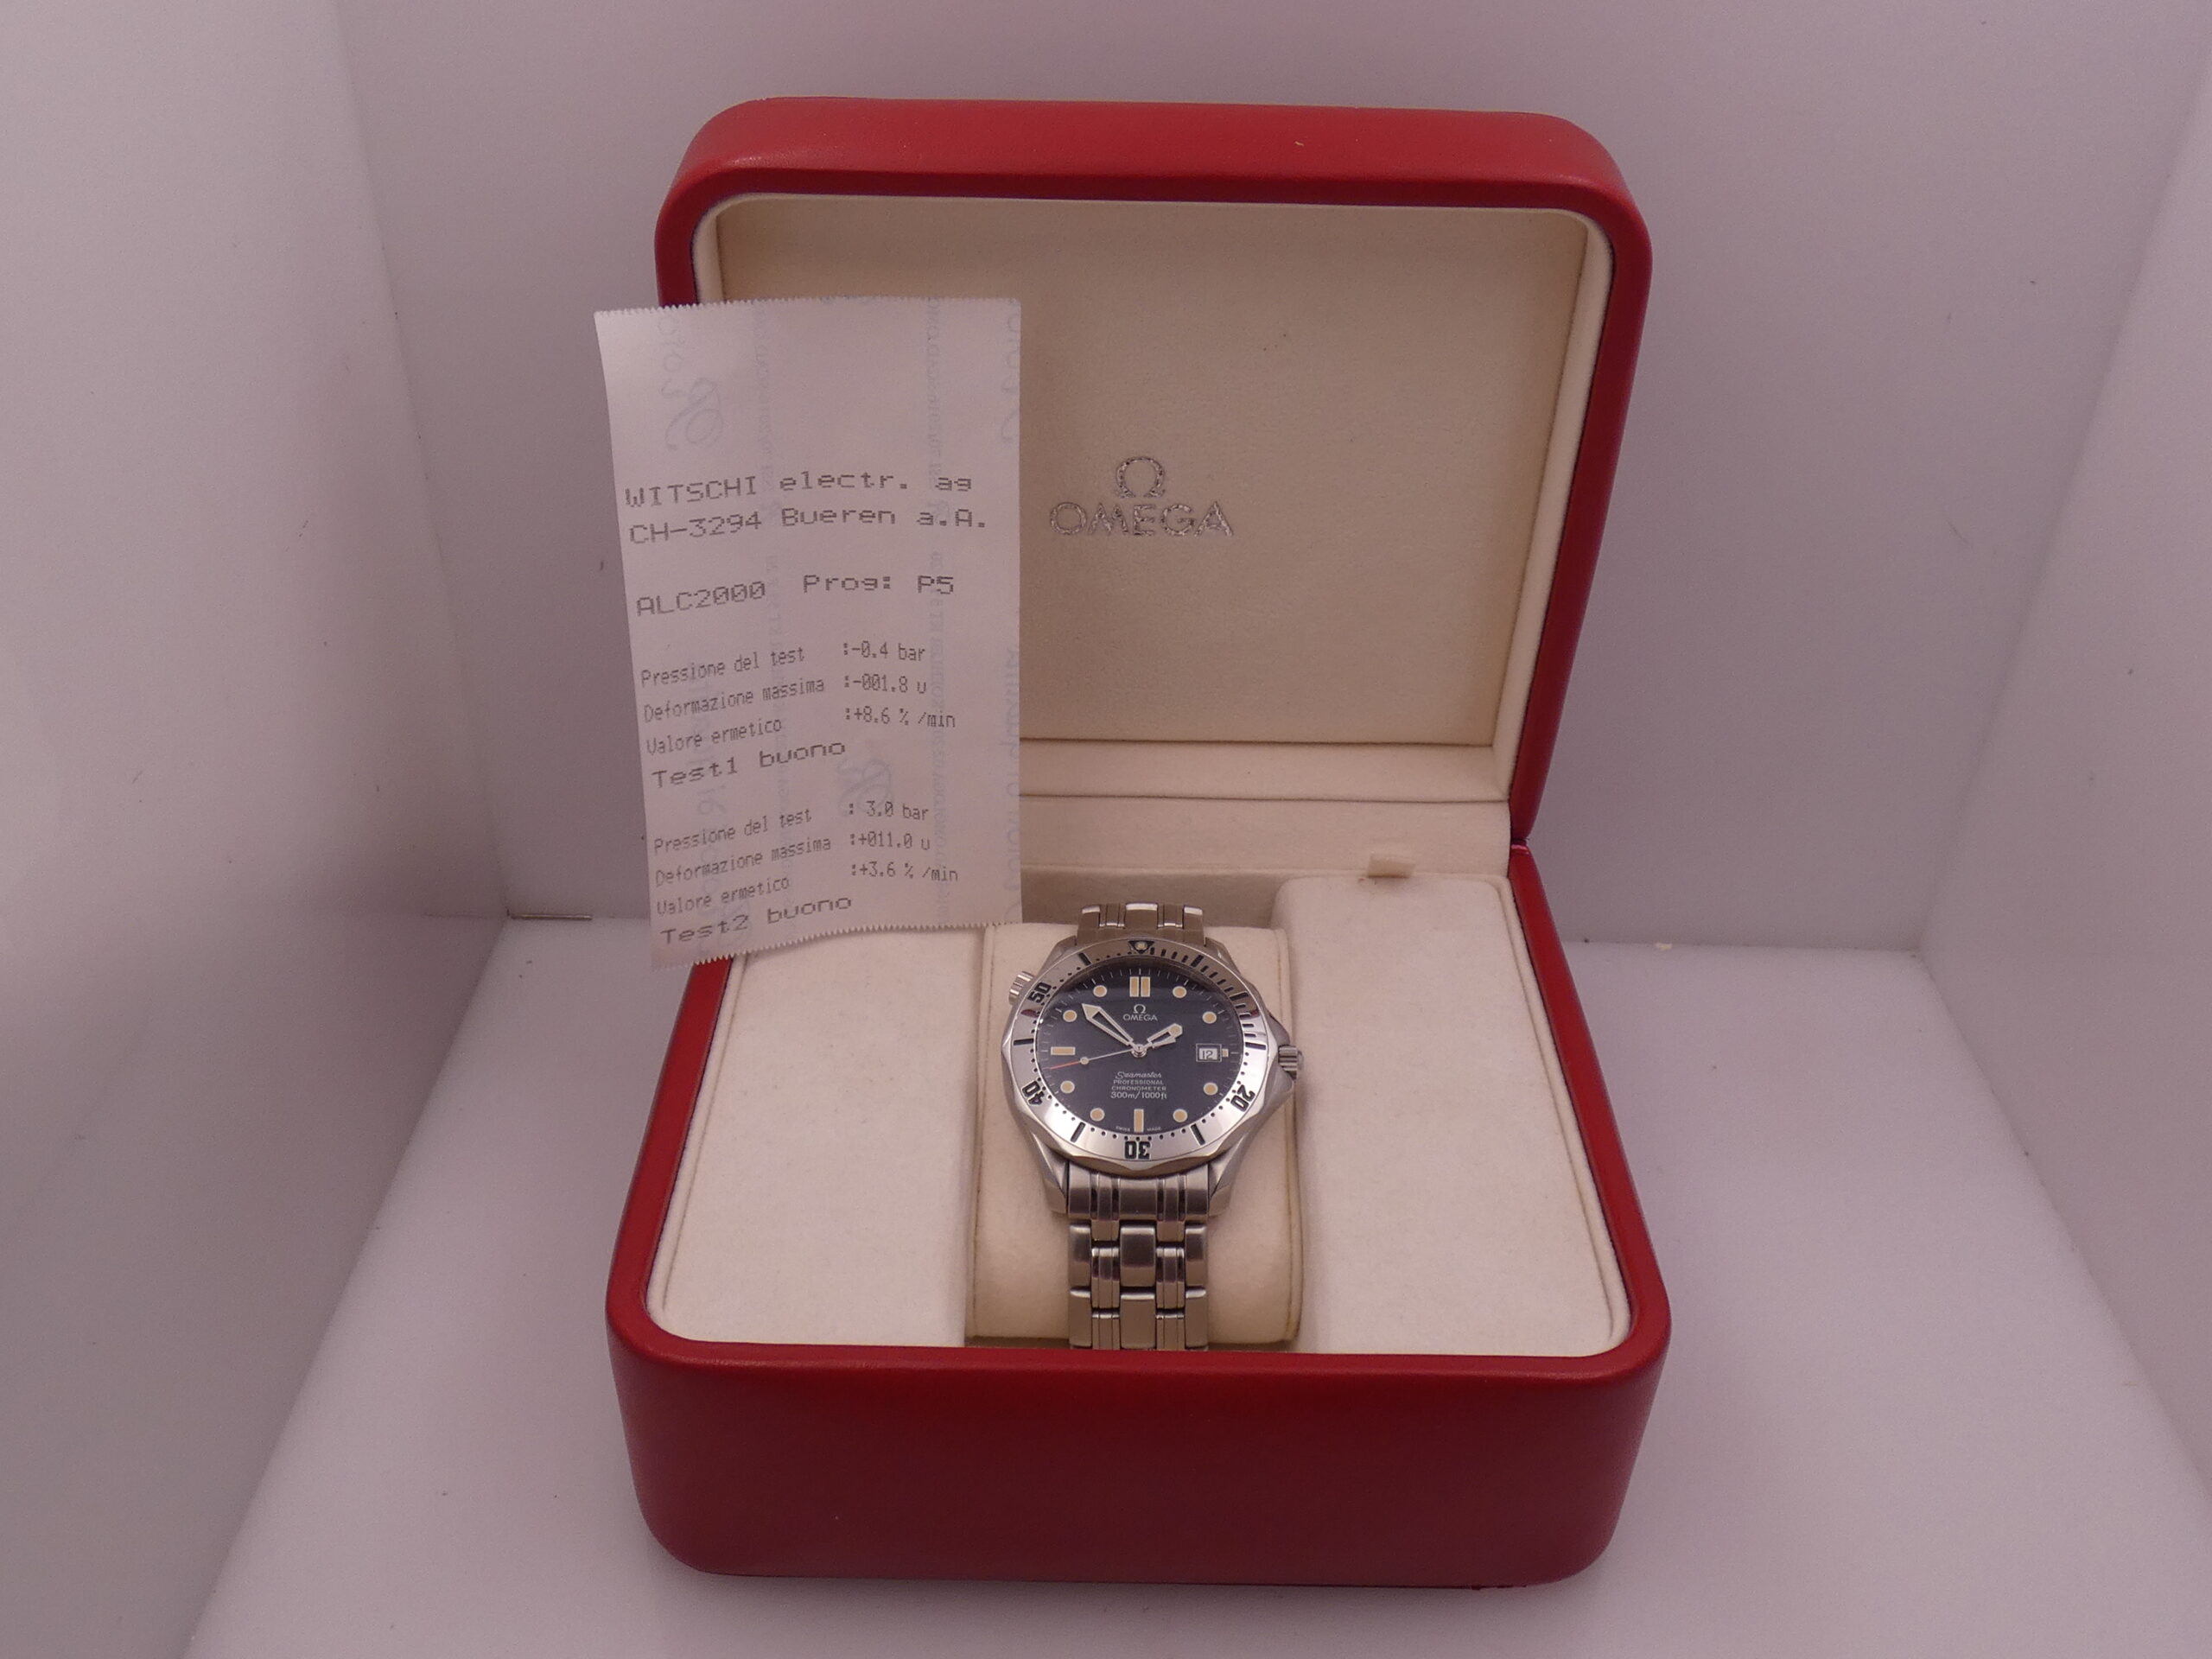 WITSCHI electr. ag
CH-3294 Bueren a.A.
ALC2000 Prog: P5
Pressione del test :-0.4 bar
Deformazione massima :-001.8 u
Valore ermetico :+8.6 % /min
Test1 buono
Pressione del test : 3.0 bar
Deformazione massima :+011.0 u
Valore ermetico :+3.6 % /min
Test2 buono
Ω
OMEGA
Ω
OMEGA
12
Seamaster
PROFESSIONAL
CHRONOMETER
300m/1000ft
SWISS MADE
50
40
30
20